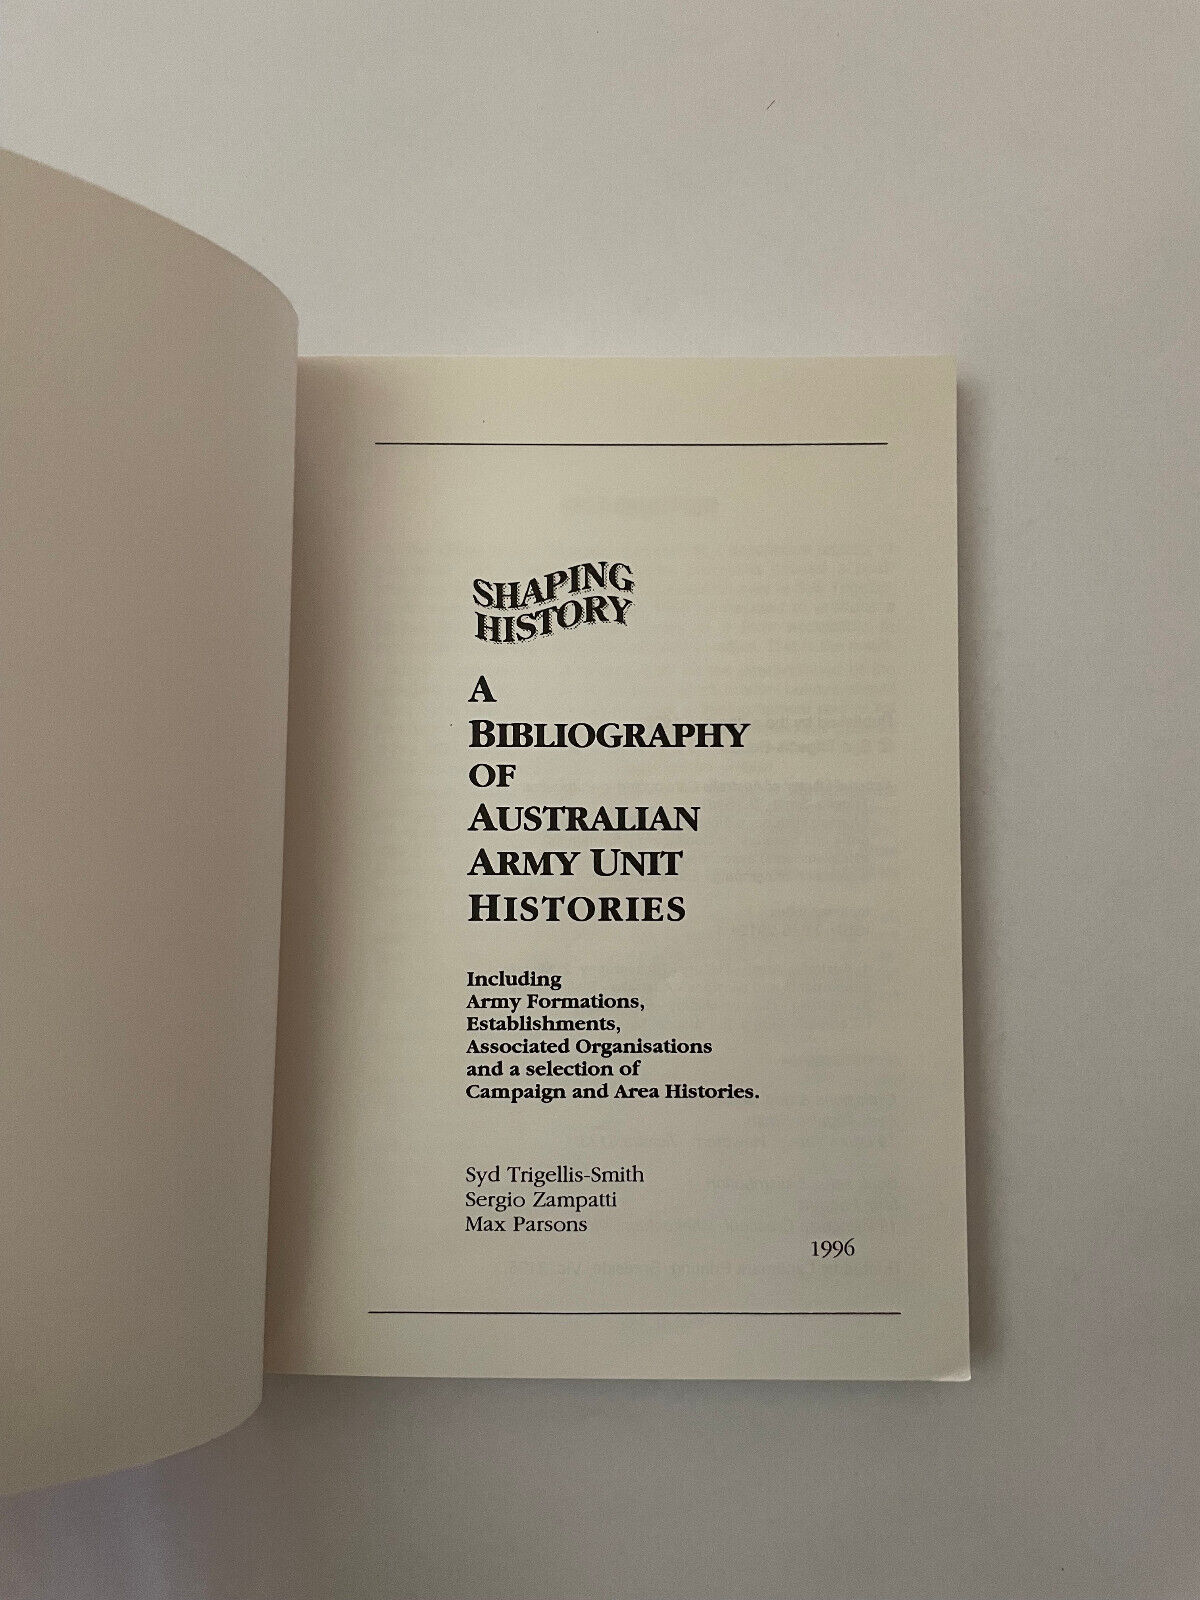 SHAPING
HISTORY
A
BIBLIOGRAPHY
OF
AUSTRALIAN
ARMY UNIT
HISTORIES
Including
Army Formations,
Establishments,
Associated Organisations
and a selection of
Campaign and Area Histories.
Syd Trigellis-Smith
Sergio Zampatti
Max Parsons
1996